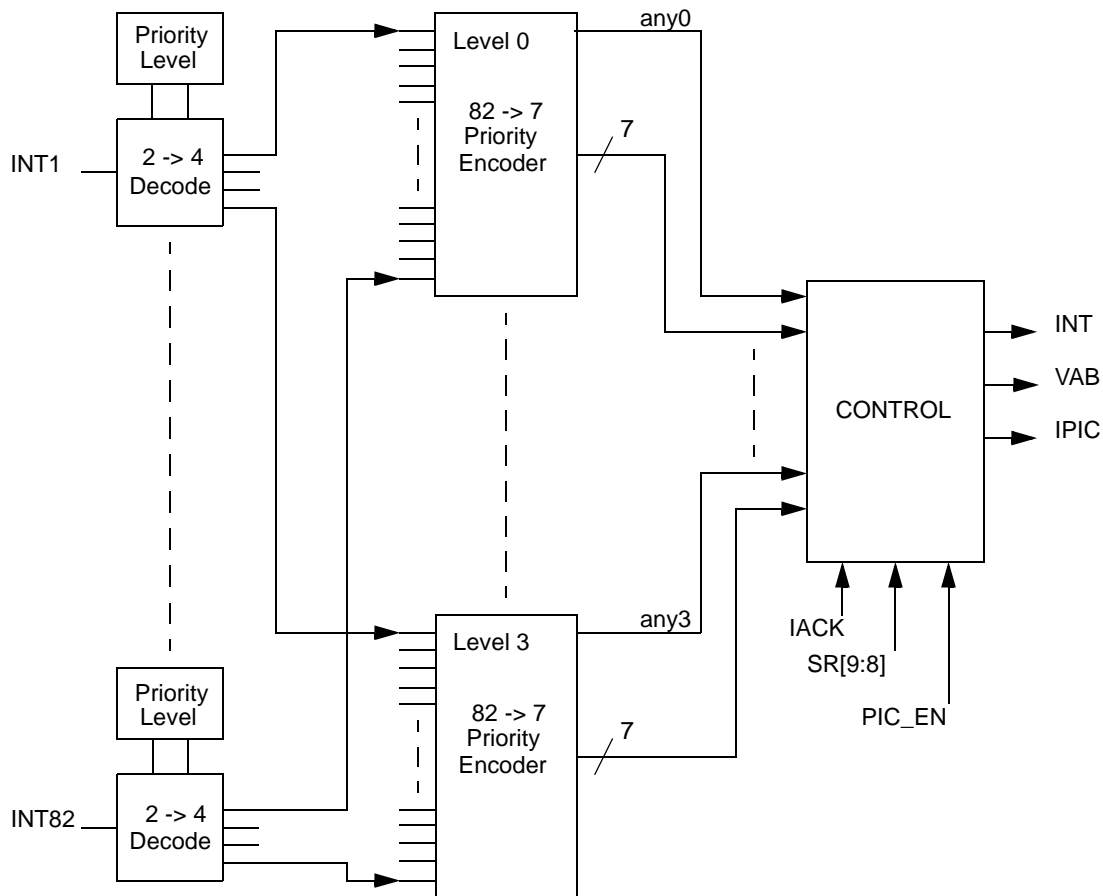 Priority
Level
INT1
2 -> 4
Decode
Level 0
82 -> 7
Priority
Encoder
any0
7
CONTROL
INT
VAB
IPIC
IACK
SR[9:8]
PIC_EN
Priority
Level
INT82
2 -> 4
Decode
Level 3
82 -> 7
Priority
Encoder
any3
7